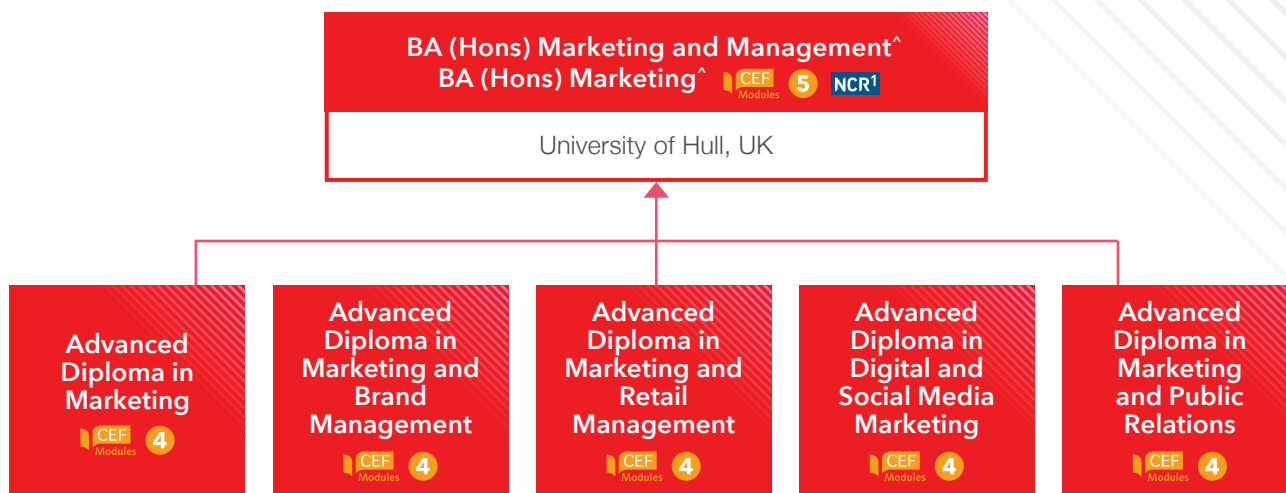 BA (Hons) Marketing and Management^
BA (Hons) Marketing^ CEF Modules 5 NCR1
University of Hull, UK
Advanced
Diploma in
Marketing
CEF Modules 4
Advanced
Diploma in
Marketing and
Brand
Management
CEF Modules 4
Advanced
Diploma in
Marketing and
Retail
Management
CEF Modules 4
Advanced
Diploma in
Digital and
Social Media
Marketing
CEF Modules 4
Advanced
Diploma in
Marketing
and Public
Relations
CEF Modules 4